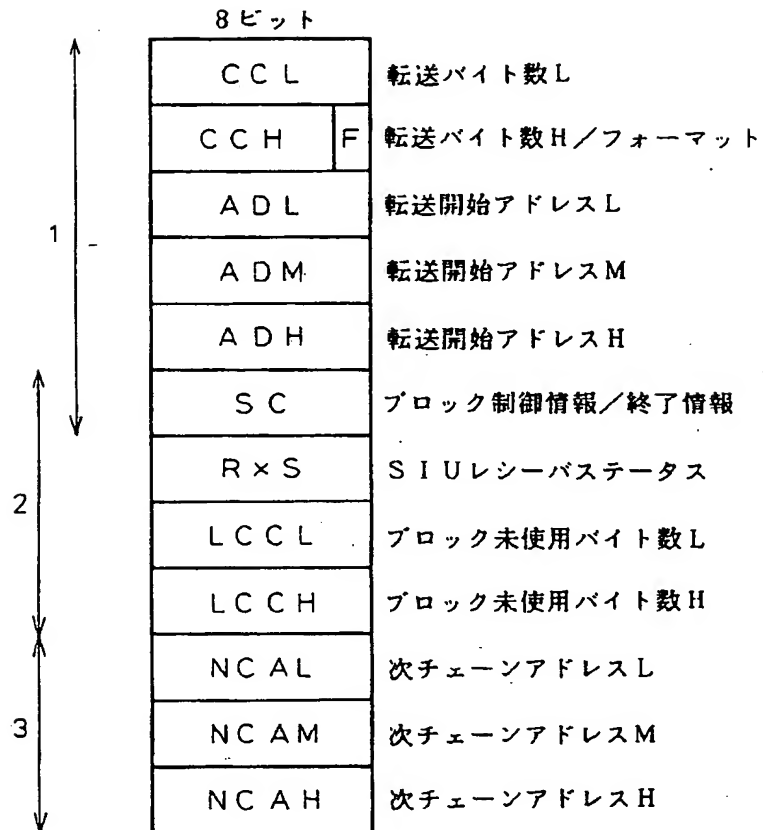 8ビット
CCL 転送バイト数L
CCH F 転送バイト数H/フォーマット
ADL 転送開始アドレスL
1
ADM 転送開始アドレスM
ADH 転送開始アドレスH
SC ブロック制御情報/終了情報
R×S SIUレシーバステータス
2
LCCL ブロック未使用バイト数L
LCCH ブロック未使用バイト数H
NCAL 次チェーンアドレスL
3
NCAM 次チェーンアドレスM
NCAH 次チェーンアドレスH